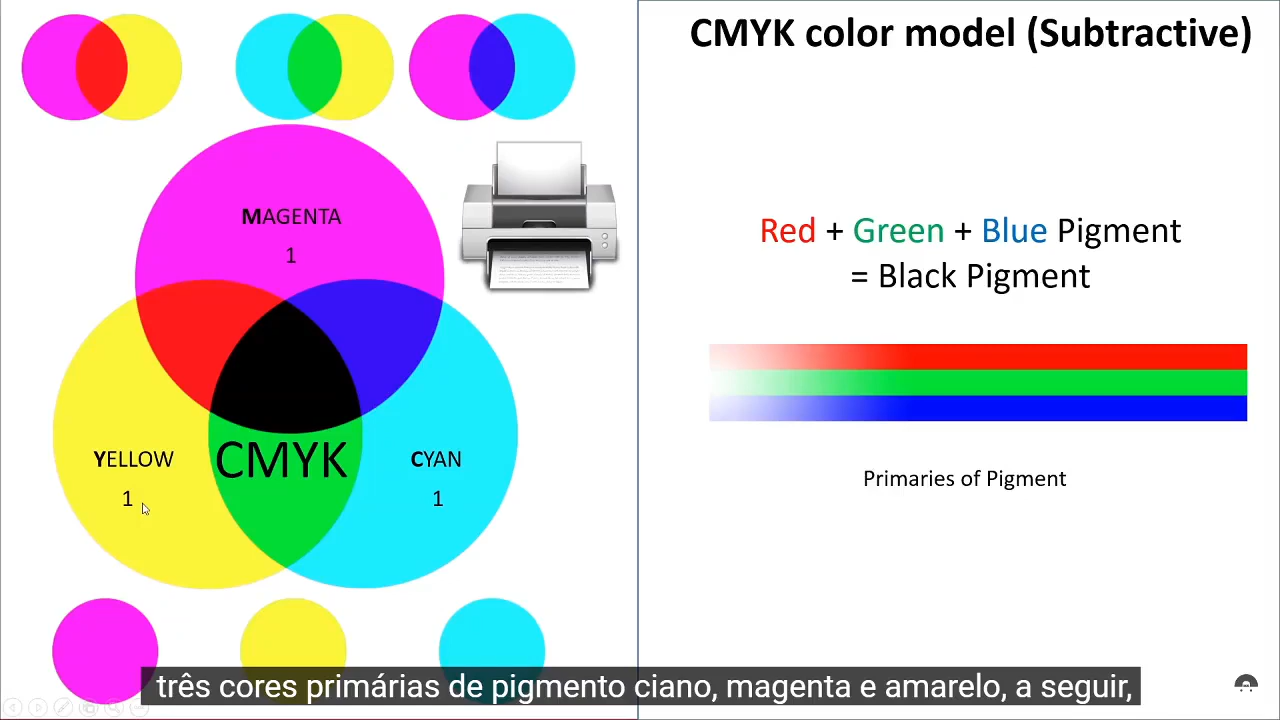 CMYK color model (Subtractive)
MAGENTA
1
Red + Green + Blue Pigment
= Black Pigment
YELLOW
1
CMYK
CYAN
1
Primaries of Pigment
três cores primárias de pigmento ciano, magenta e amarelo, a seguir,